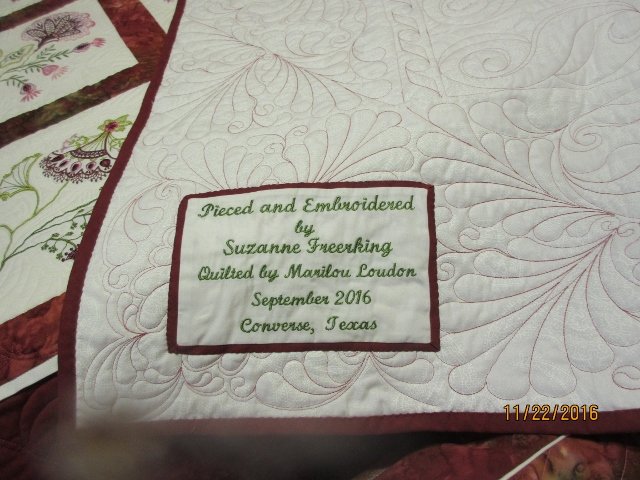 Pieced and Embroidered
by
Suzanne Freerking
Quilted by Marilou Loudon
September 2016
Converse, Texas
11/22/2016